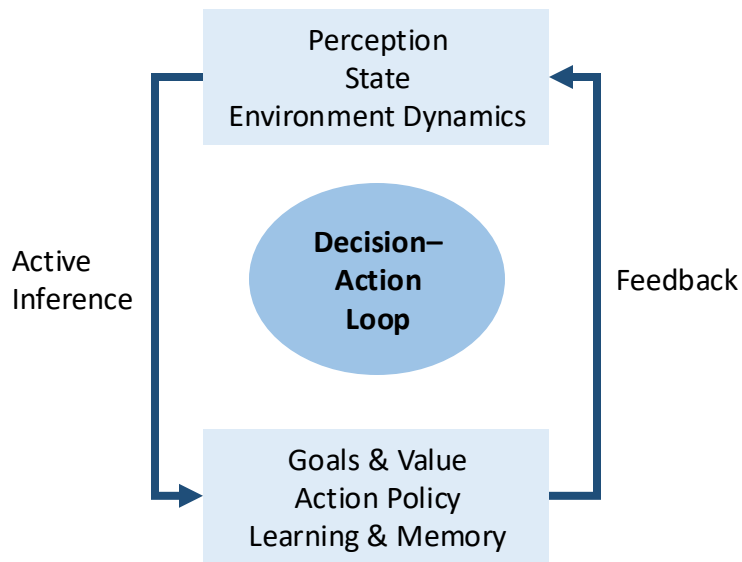 Perception
State
Environment Dynamics
Decision–
Action
Loop
Active
Inference
Feedback
Goals & Value
Action Policy
Learning & Memory